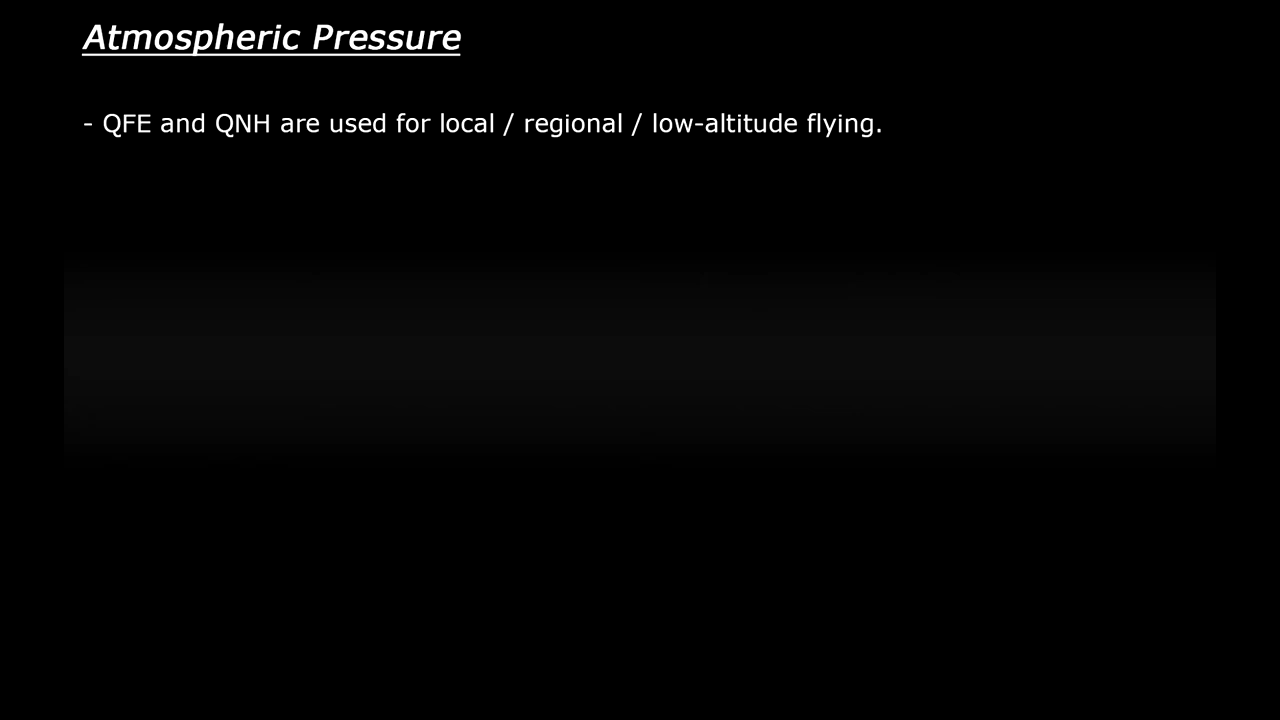 Atmospheric Pressure
- QFE and QNH are used for local / regional / low-altitude flying.